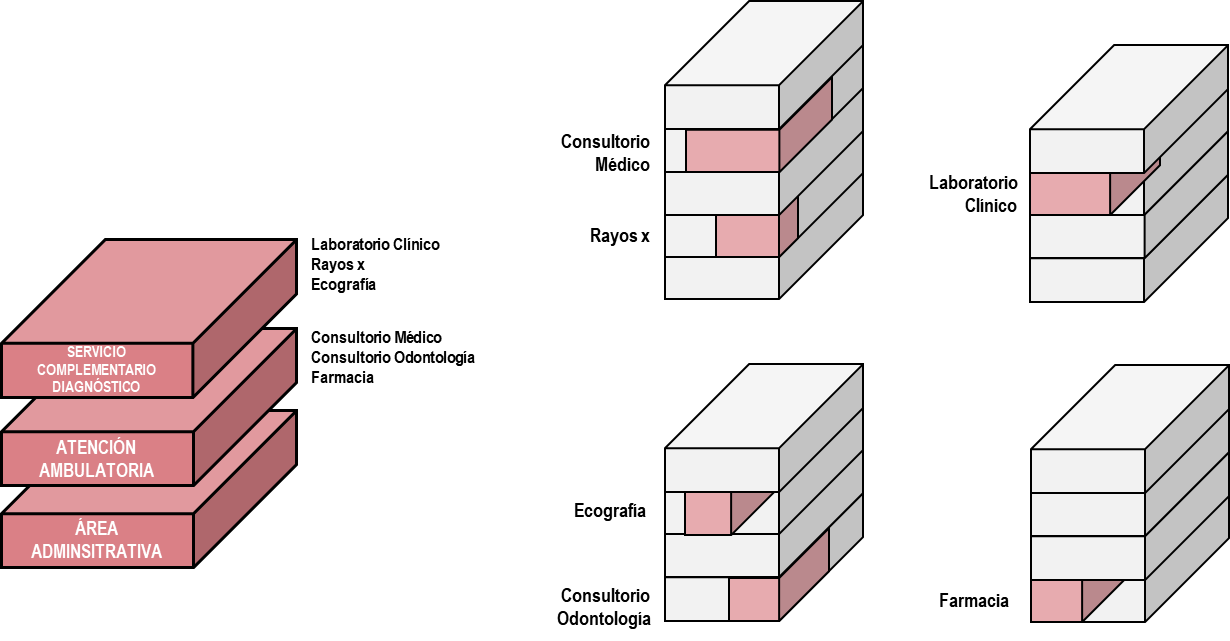 Laboratorio Clínico
Rayos x
Ecografía
SERVICIO
COMPLEMENTARIO
DIAGNÓSTICO
Consultorio Médico
Consultorio Odontología
Farmacia
ATENCIÓN
AMBULATORIA
ÁREA
ADMINSITRATIVA
Consultorio
Médico
Rayos x
Laboratorio
Clínico
Ecografía
Consultorio
Odontología
Farmacia